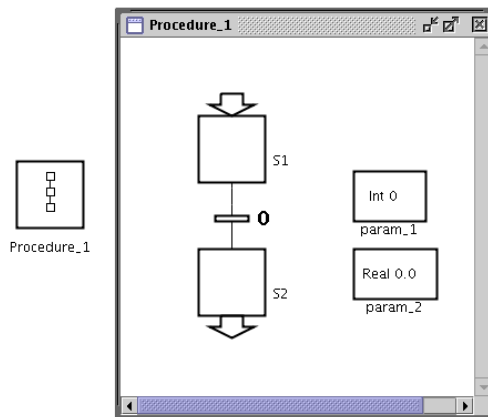 Procedure_1
S1
0
S2
Int 0
param_1
Real 0.0
param_2
Procedure_1